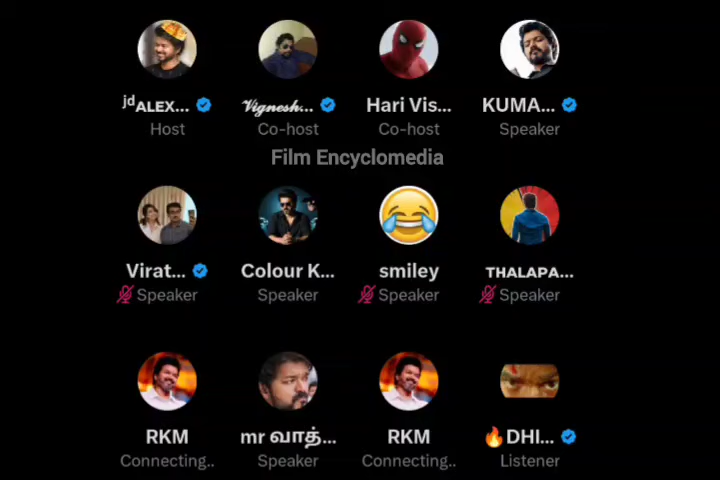 ʲᵈALEX... Vignesh... Hari Vis... KUMA...
Host Co-host Co-host Speaker
Film Encyclomedia
Virat... Colour K... smiley THALAPA...
Speaker Speaker Speaker Speaker
RKM mr வாத்... RKM 🔥DHI...
Connecting.. Speaker Connecting.. Listener